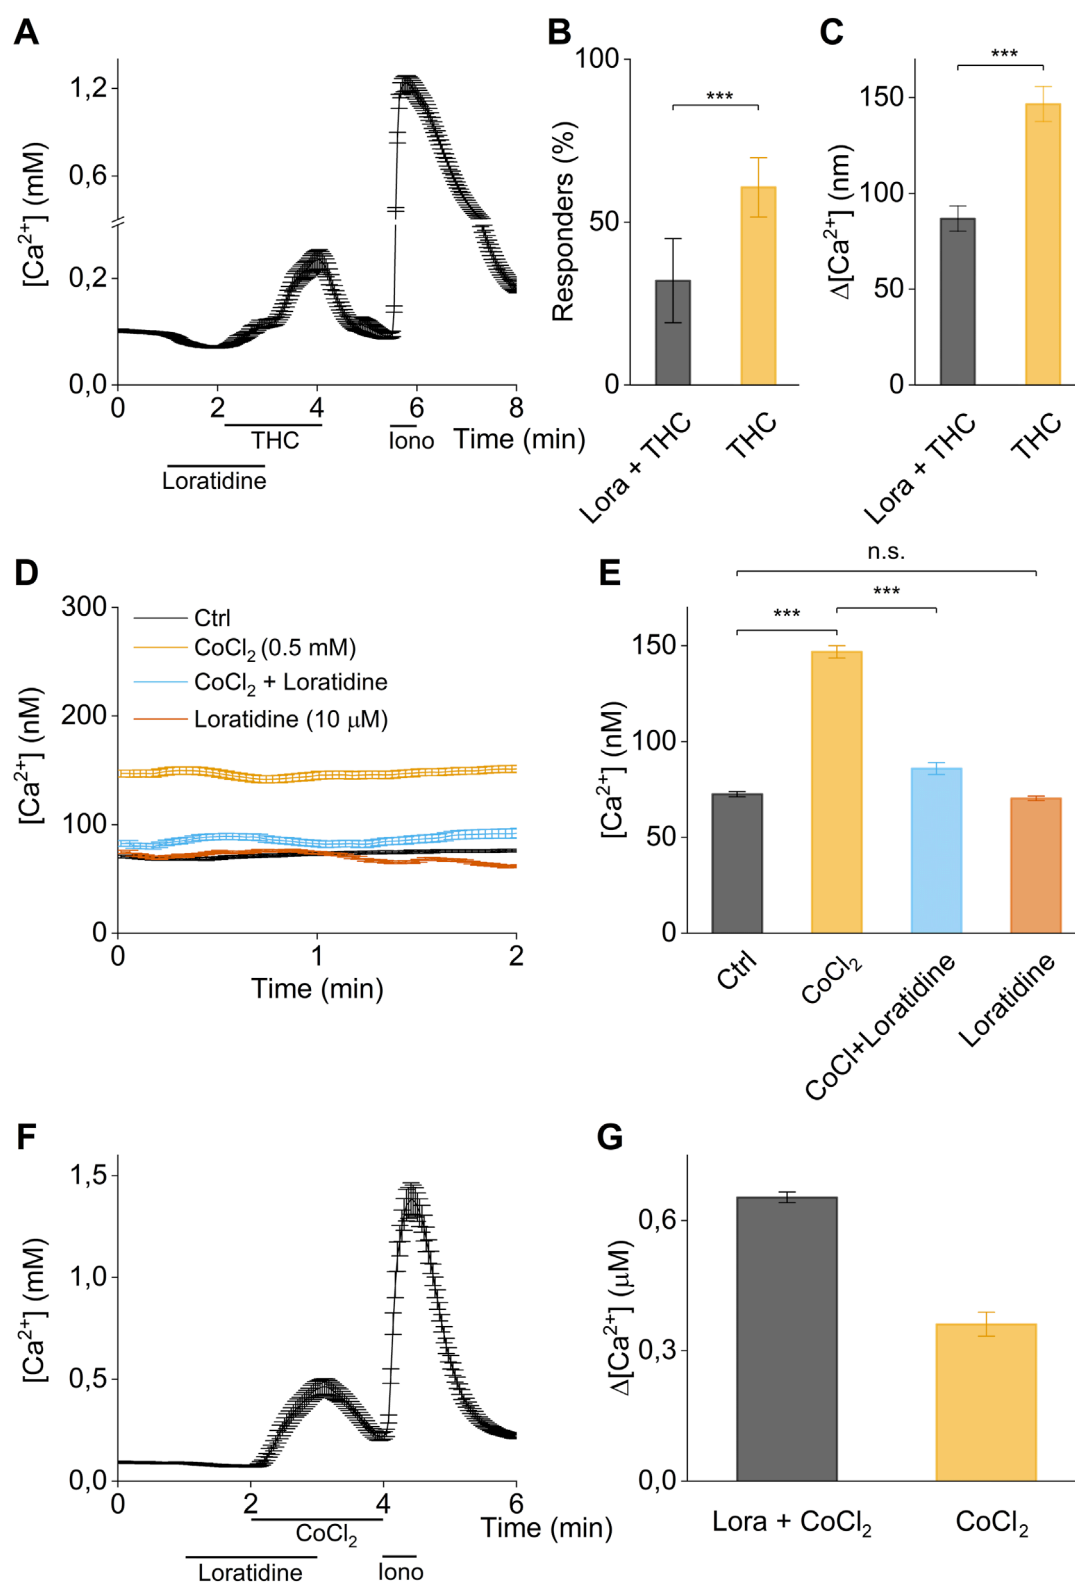 A
[Ca2+] (mM)
1,2
0,6
0,2
0,0
0 2 4 6 8
THC
Iono
Time (min)
Loratidine
B
Responders (%)
100
50
0
***
Lora + THC
THC
C
Δ[Ca2+] (nm)
150
100
50
0
***
Lora + THC
THC
D
[Ca2+] (nM)
300
200
100
0
Ctrl
CoCl2 (0.5 mM)
CoCl2 + Loratidine
Loratidine (10 μM)
0 1 2
Time (min)
E
n.s.
***
***
[Ca2+] (nM)
150
100
50
0
Ctrl
CoCl2
CoCl+Loratidine
Loratidine
F
[Ca2+] (mM)
1,5
1,0
0,5
0,0
0 2 4 6
CoCl2
Time (min)
Loratidine
Iono
G
Δ[Ca2+] (μM)
0,6
0,3
0,0
Lora + CoCl2
CoCl2